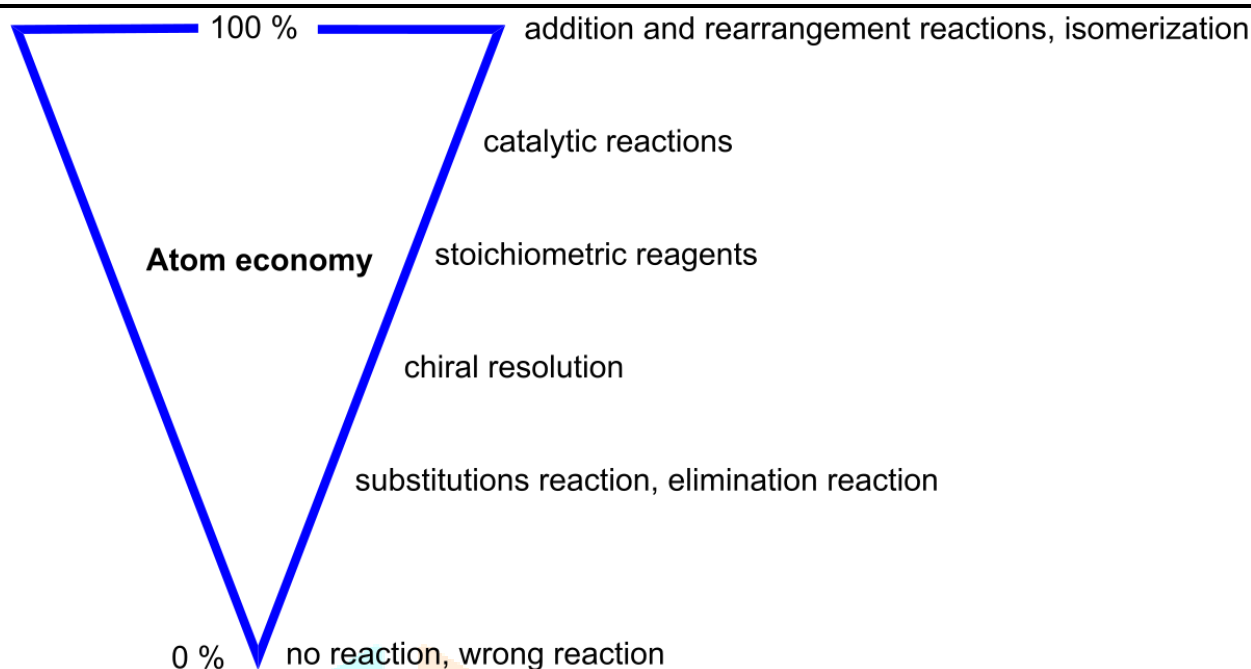 100 %
addition and rearrangement reactions, isomerization
catalytic reactions
Atom economy
stoichiometric reagents
chiral resolution
substitutions reaction, elimination reaction
0 %
no reaction, wrong reaction